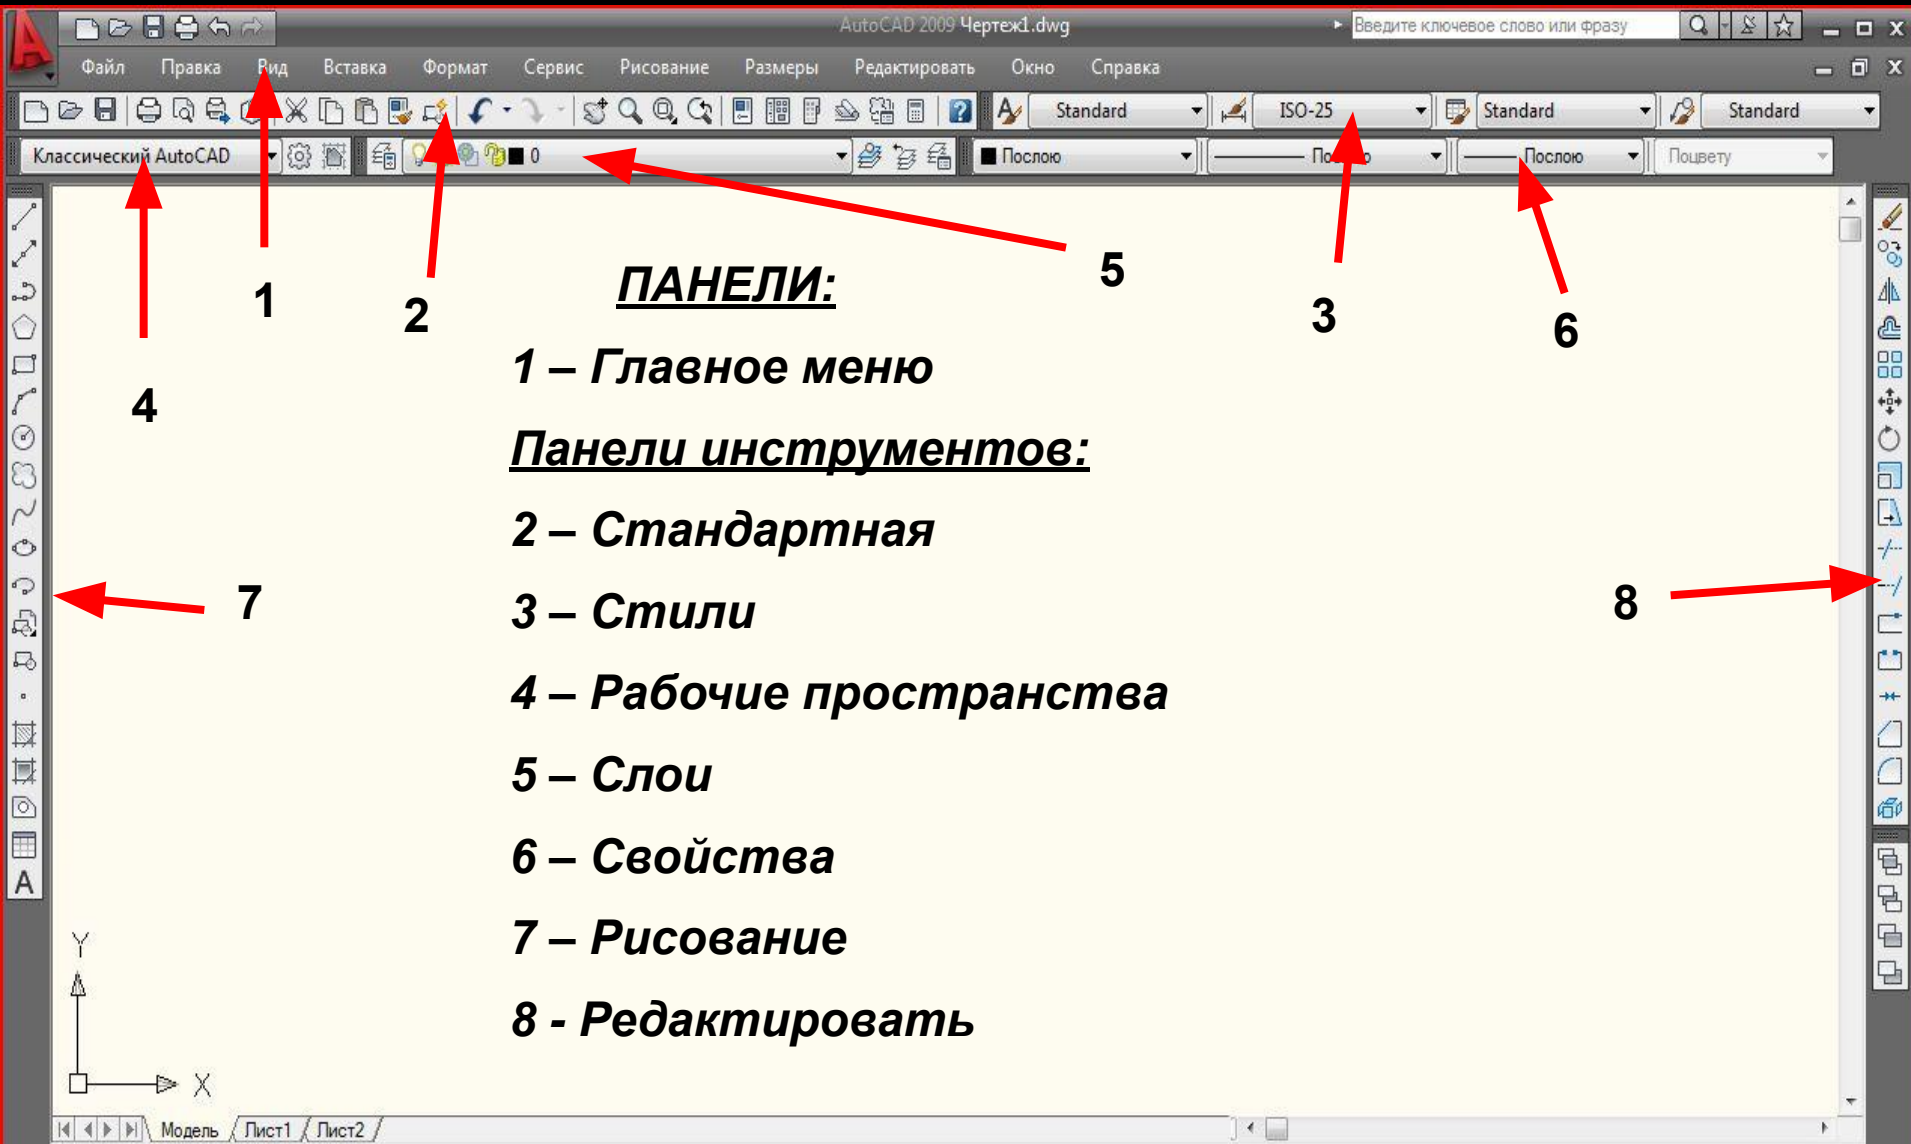 AutoCAD 2009 Чертеж1.dwg
Введите ключевое слово или фразу
Файл Правка Вид Вставка Формат Сервис Рисование Размеры Редактировать Окно Справка
Standard ISO-25 Standard Standard
Классический AutoCAD 0 Послою Послою Послою Поцвету
1 2 5 3 6
4
7 8
ПАНЕЛИ:
1 – Главное меню
Панели инструментов:
2 – Стандартная
3 – Стили
4 – Рабочие пространства
5 – Слои
6 – Свойства
7 – Рисование
8 - Редактировать
Y
X
Модель Лист1 Лист2